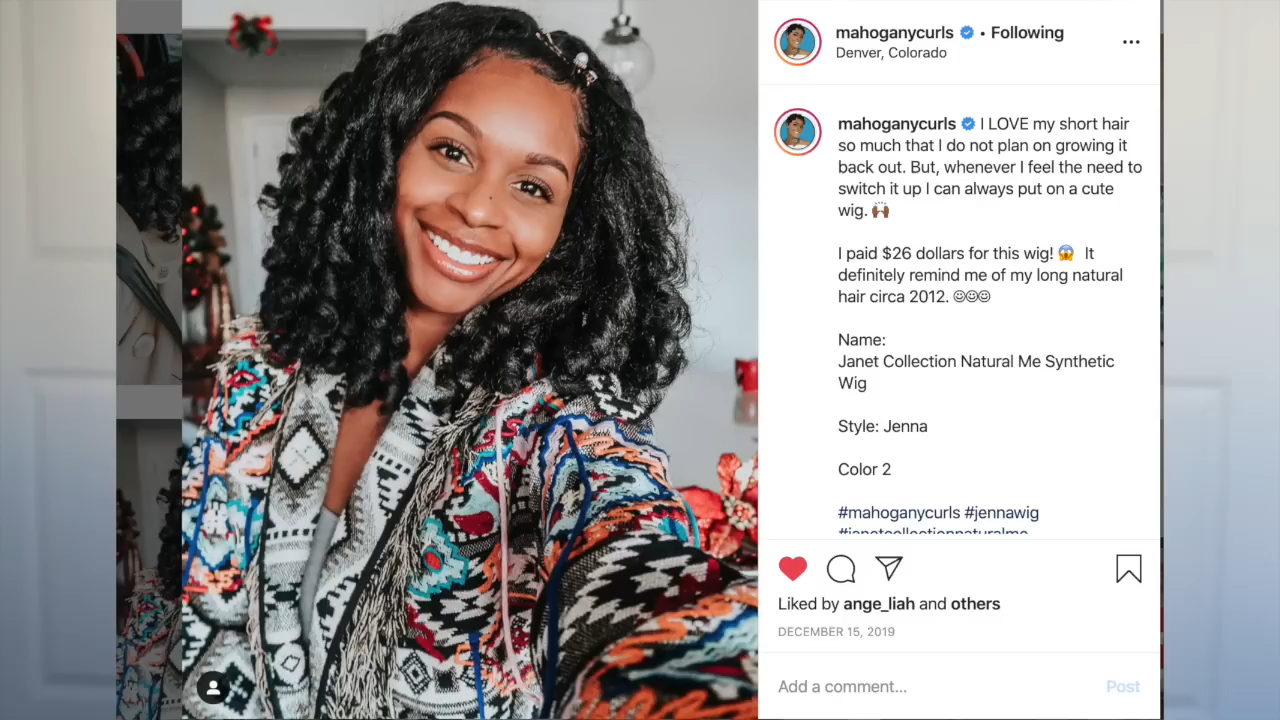 mahoganycurls • Following
Denver, Colorado
mahoganycurls I LOVE my short hair
so much that I do not plan on growing it
back out. But, whenever I feel the need to
switch it up I can always put on a cute
wig. 🙌🏾
I paid $26 dollars for this wig! 😱 It
definitely remind me of my long natural
hair circa 2012. ☺☺☺
Name:
Janet Collection Natural Me Synthetic
Wig
Style: Jenna
Color 2
#mahoganycurls #jennawig
#janetcollectionnaturalme
Liked by ange_liah and others
DECEMBER 15, 2019
Add a comment...
Post